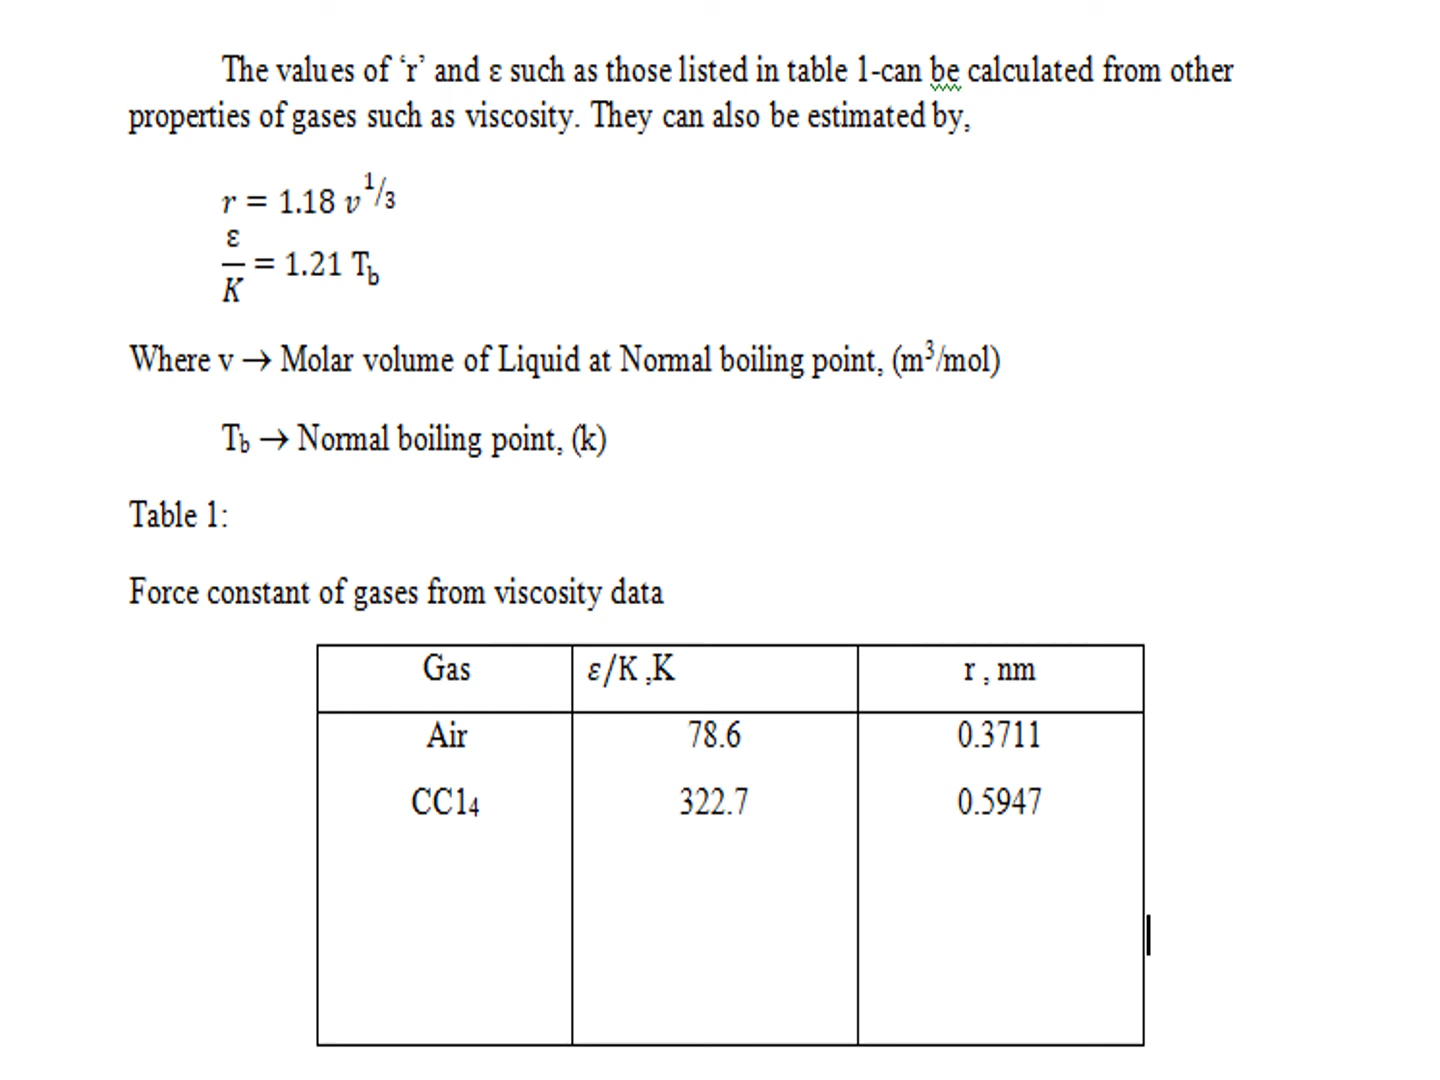 The values of ‘r’ and ε such as those listed in table 1-can be calculated from other
properties of gases such as viscosity. They can also be estimated by,
r = 1.18 v^1/3
ε/K = 1.21 Tb
Where v → Molar volume of Liquid at Normal boiling point, (m³/mol)
Tb → Normal boiling point, (k)
Table 1:
Force constant of gases from viscosity data
Gas ε/K ,K r , nm
Air 78.6 0.3711
CC14 322.7 0.5947